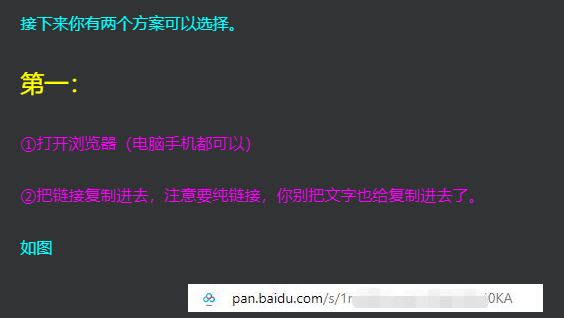 接下来你有两个方案可以选择。
第一：
①打开浏览器（电脑手机都可以）
②把链接复制进去，注意要纯链接，你别把文字也给复制进去了。
如图
pan.baidu.com/s/1 0KA